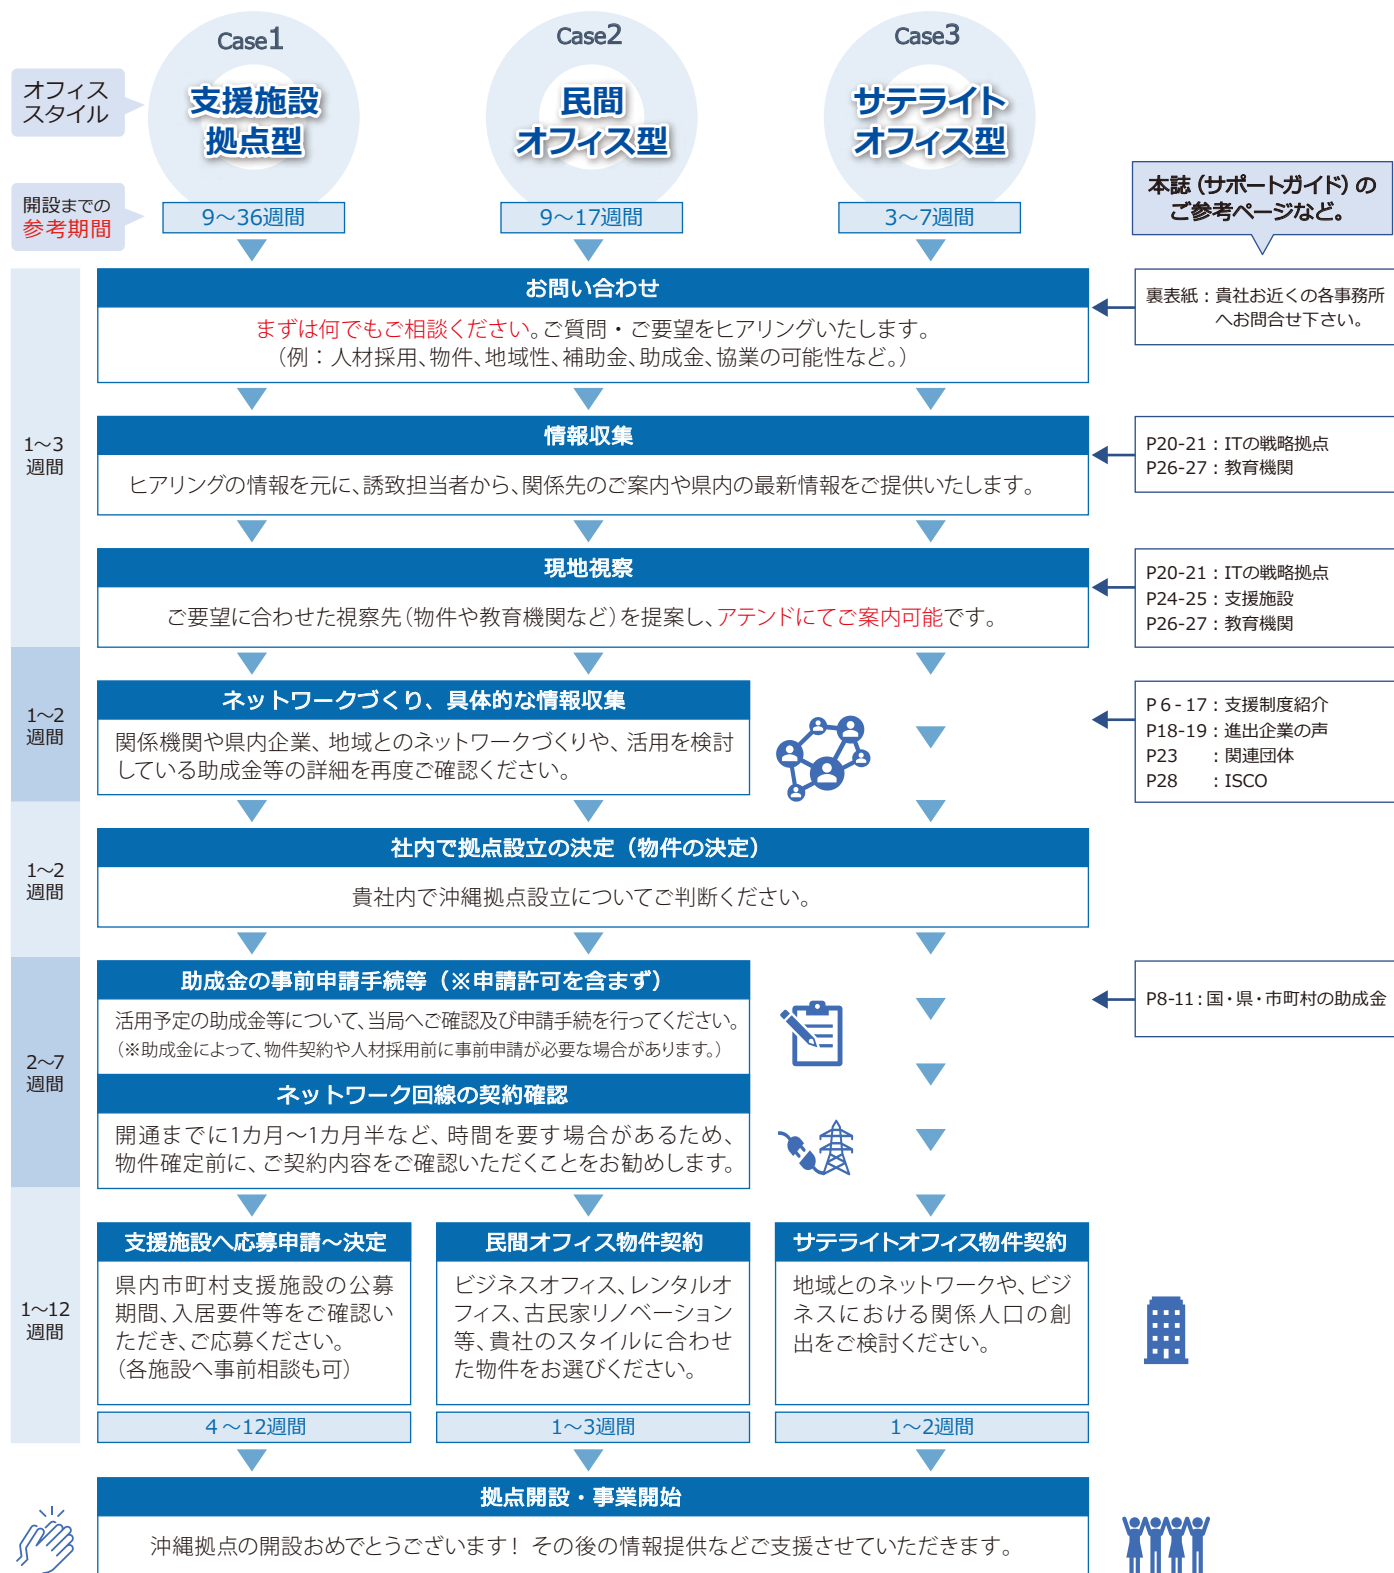 Case1
Case2
Case3
オフィス
スタイル
支援施設
拠点型
民間
オフィス型
サテライト
オフィス型
開設までの
参考期間
9〜36週間
9〜17週間
3〜7週間
本誌（サポートガイド）の
ご参考ページなど。
1〜3
週間
お問い合わせ
まずは何でもご相談ください。ご質問・ご要望をヒアリングいたします。
（例：人材採用、物件、地域性、補助金、助成金、協業の可能性など。）
裏表紙：貴社お近くの各事務所
へお問合せ下さい。
情報収集
ヒアリングの情報を元に、誘致担当者から、関係先のご案内や県内の最新情報をご提供いたします。
P20-21：ITの戦略拠点
P26-27：教育機関
現地視察
ご要望に合わせた視察先（物件や教育機関など）を提案し、アテンドにてご案内可能です。
P20-21：ITの戦略拠点
P24-25：支援施設
P26-27：教育機関
1〜2
週間
ネットワークづくり、具体的な情報収集
関係機関や県内企業、地域とのネットワークづくりや、活用を検討
している助成金等の詳細を再度ご確認ください。
P 6 - 17：支援制度紹介
P18-19：進出企業の声
P23　：関連団体
P28　：ISCO
1〜2
週間
社内で拠点設立の決定（物件の決定）
貴社内で沖縄拠点設立についてご判断ください。
2〜7
週間
助成金の事前申請手続等（※申請許可を含まず）
活用予定の助成金等について、当局へご確認及び申請手続を行ってください。
（※助成金によって、物件契約や人材採用前に事前申請が必要な場合があります。）
P8-11：国・県・市町村の助成金
ネットワーク回線の契約確認
開通までに1カ月〜1カ月半など、時間を要す場合があるため、
物件確定前に、ご契約内容をご確認いただくことをお勧めします。
1〜12
週間
支援施設へ応募申請〜決定
県内市町村支援施設の公募
期間、入居要件等をご確認い
ただき、ご応募ください。
（各施設へ事前相談も可）
4 〜12週間
民間オフィス物件契約
ビジネスオフィス、レンタルオ
フィス、古民家リノベーション
等、貴社のスタイルに合わせ
た物件をお選びください。
1〜3週間
サテライトオフィス物件契約
地域とのネットワークや、ビジ
ネスにおける関係人口の創
出をご検討ください。
1〜2週間
拠点開設・事業開始
沖縄拠点の開設おめでとうございます！その後の情報提供などご支援させていただきます。